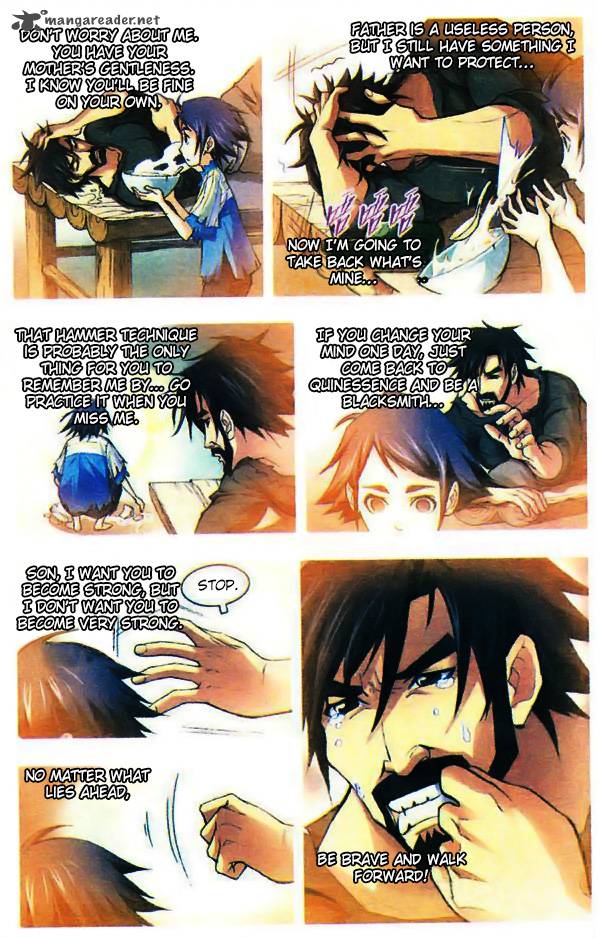 mangareader.net
DON'T WORRY ABOUT ME.
YOU HAVE YOUR
MOTHER'S GENTLENESS.
I KNOW YOU'LL BE FINE
ON YOUR OWN.
FATHER IS A USELESS PERSON,
BUT I STILL HAVE SOMETHING I
WANT TO PROTECT...
NOW I'M GOING TO
TAKE BACK WHAT'S
MINE...
THAT HAMMER TECHNIQUE
IS PROBABLY THE ONLY
THING FOR YOU TO
REMEMBER ME BY... GO
PRACTICE IT WHEN YOU
MISS ME.
IF YOU CHANGE YOUR
MIND ONE DAY, JUST
COME BACK TO
QUINESSENCE AND BE A
BLACKSMITH...
SON, I WANT YOU TO
BECOME STRONG, BUT
I DON'T WANT YOU TO
BECOME VERY STRONG.
STOP.
NO MATTER WHAT
LIES AHEAD,
BE BRAVE AND WALK
FORWARD!